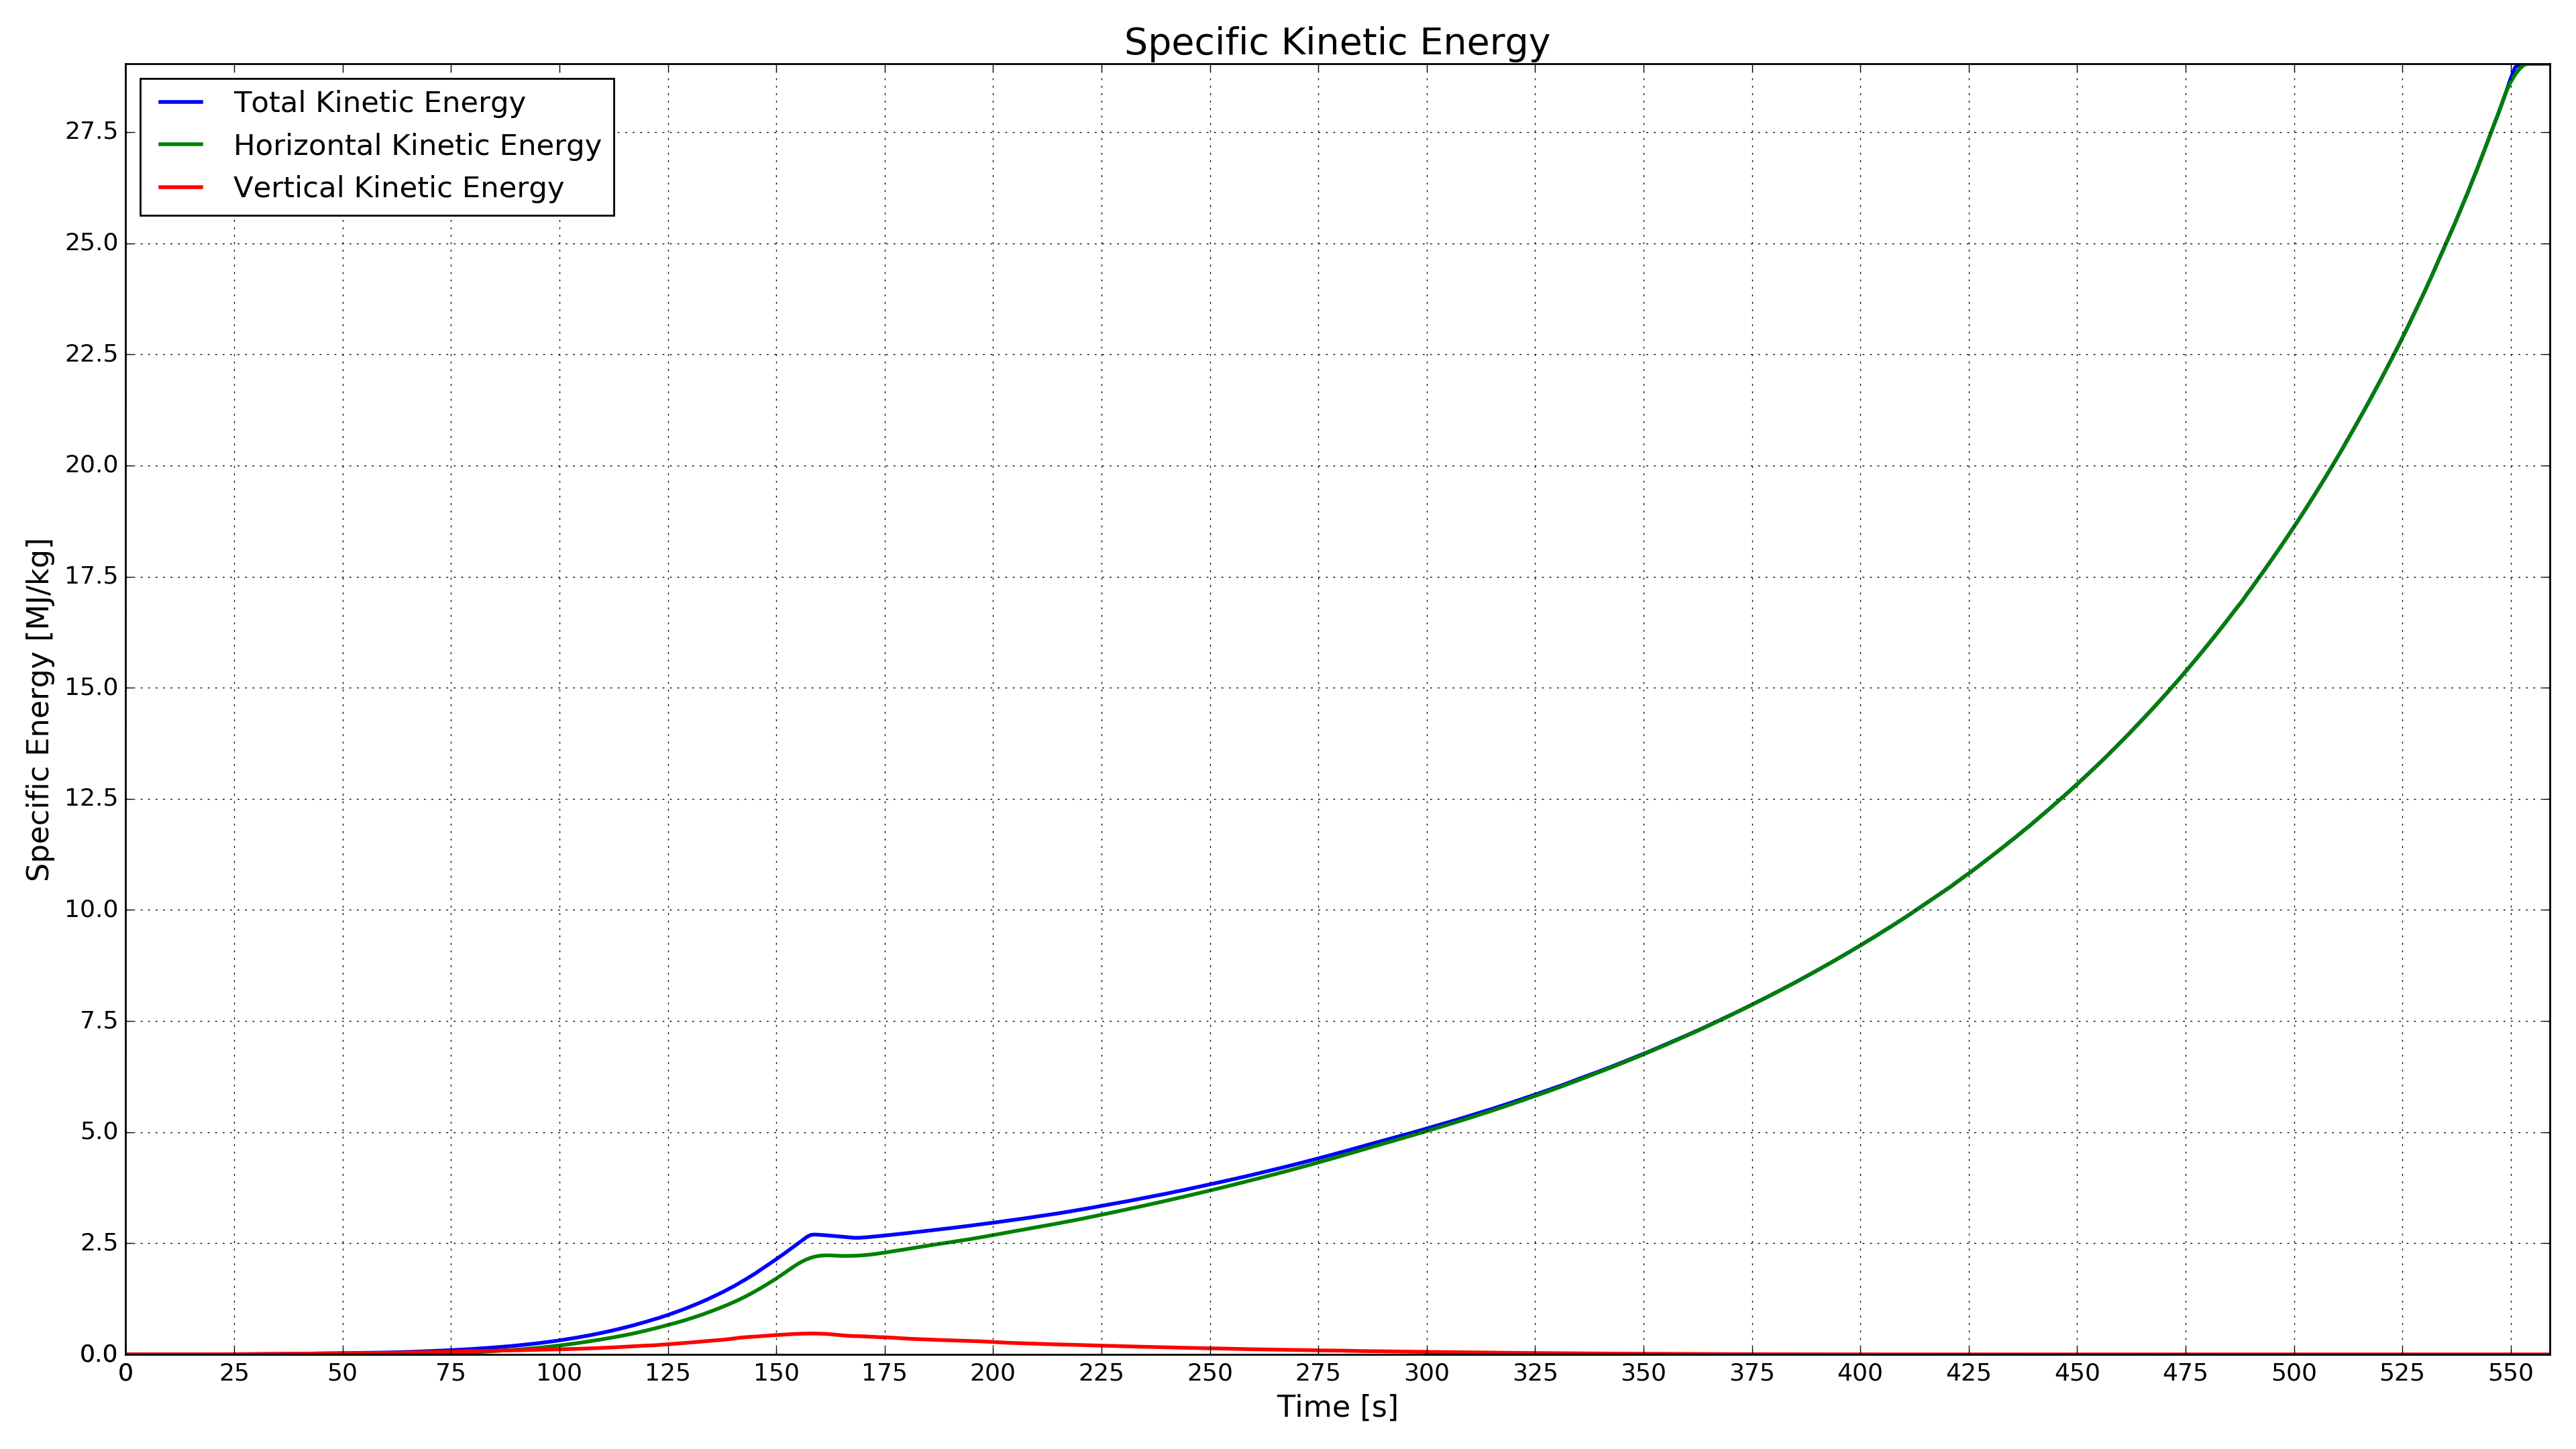 Specific Kinetic Energy
Total Kinetic Energy
Horizontal Kinetic Energy
Vertical Kinetic Energy
Specific Energy [MJ/kg]
27.5
25.0
22.5
20.0
17.5
15.0
12.5
10.0
7.5
5.0
2.5
0.0
0 25 50 75 100 125 150 175 200 225 250 275 300 325 350 375 400 425 450 475 500 525 550
Time [s]